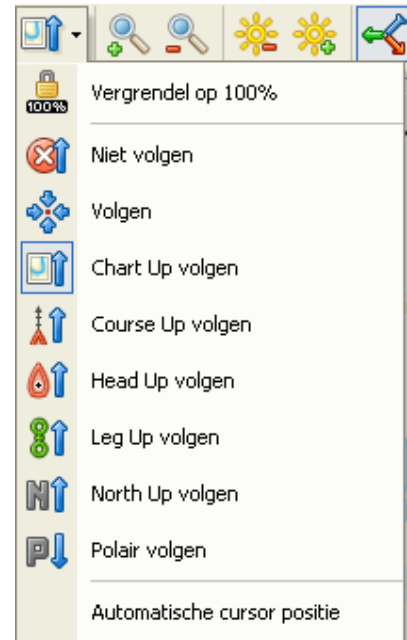 100%
Vergrendel op 100%
Niet volgen
Volgen
Chart Up volgen
Course Up volgen
Head Up volgen
Leg Up volgen
N
North Up volgen
P
Polair volgen
Automatische cursor positie